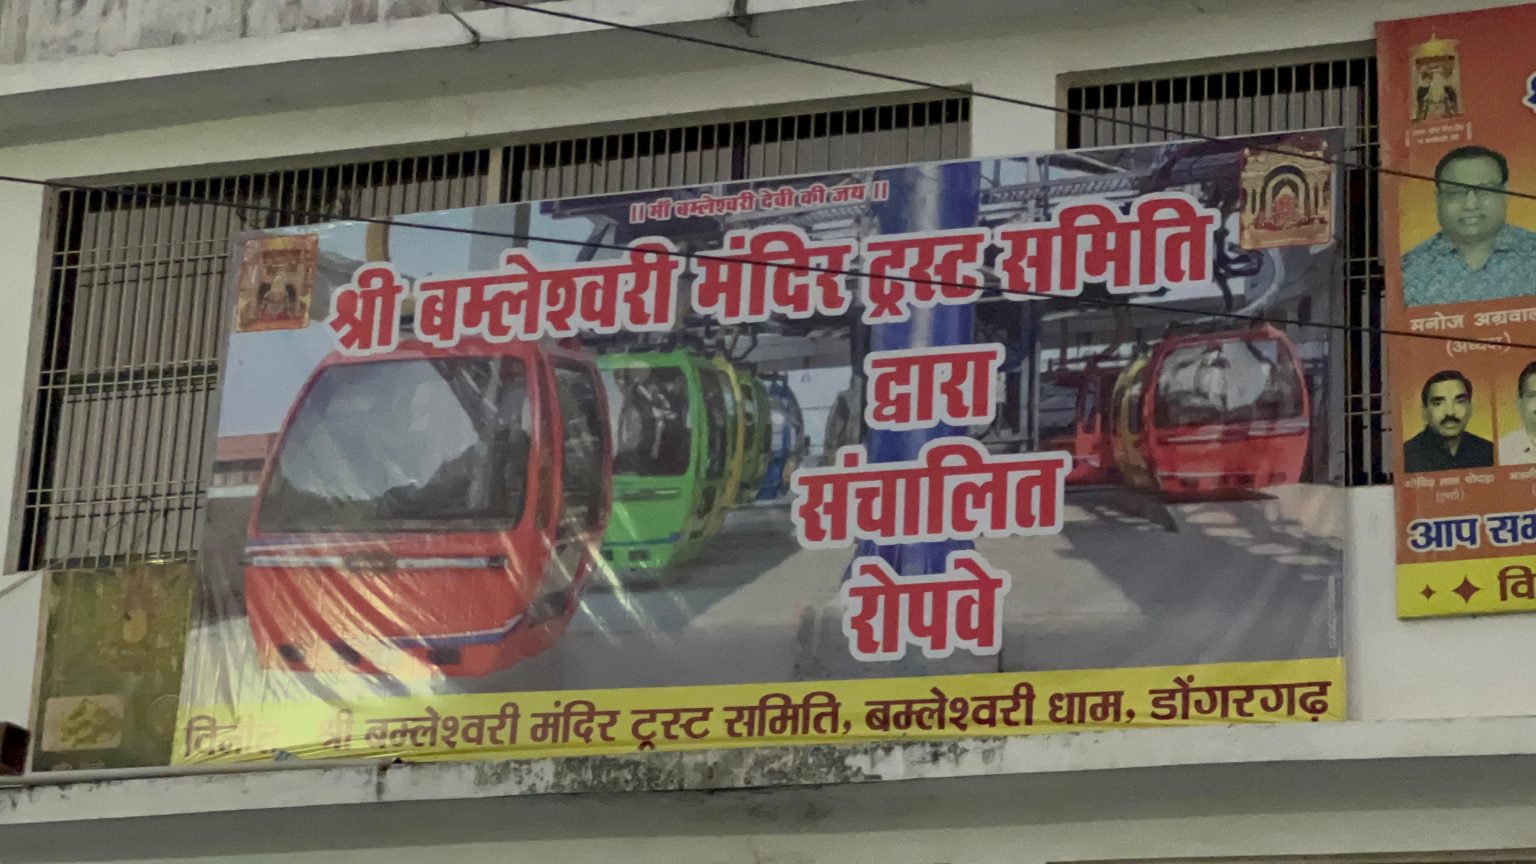 ।। माँ बम्लेश्वरी देवी की जय ।।
श्री बम्लेश्वरी मंदिर ट्रस्ट समिति
द्वारा
संचालित
रोपवे
विनीत श्री बम्लेश्वरी मंदिर ट्रस्ट समिति, बम्लेश्वरी धाम, डोंगरगढ़
मनोज अग्रवाल
(अध्यक्ष)
(ट्रस्टी)
आप